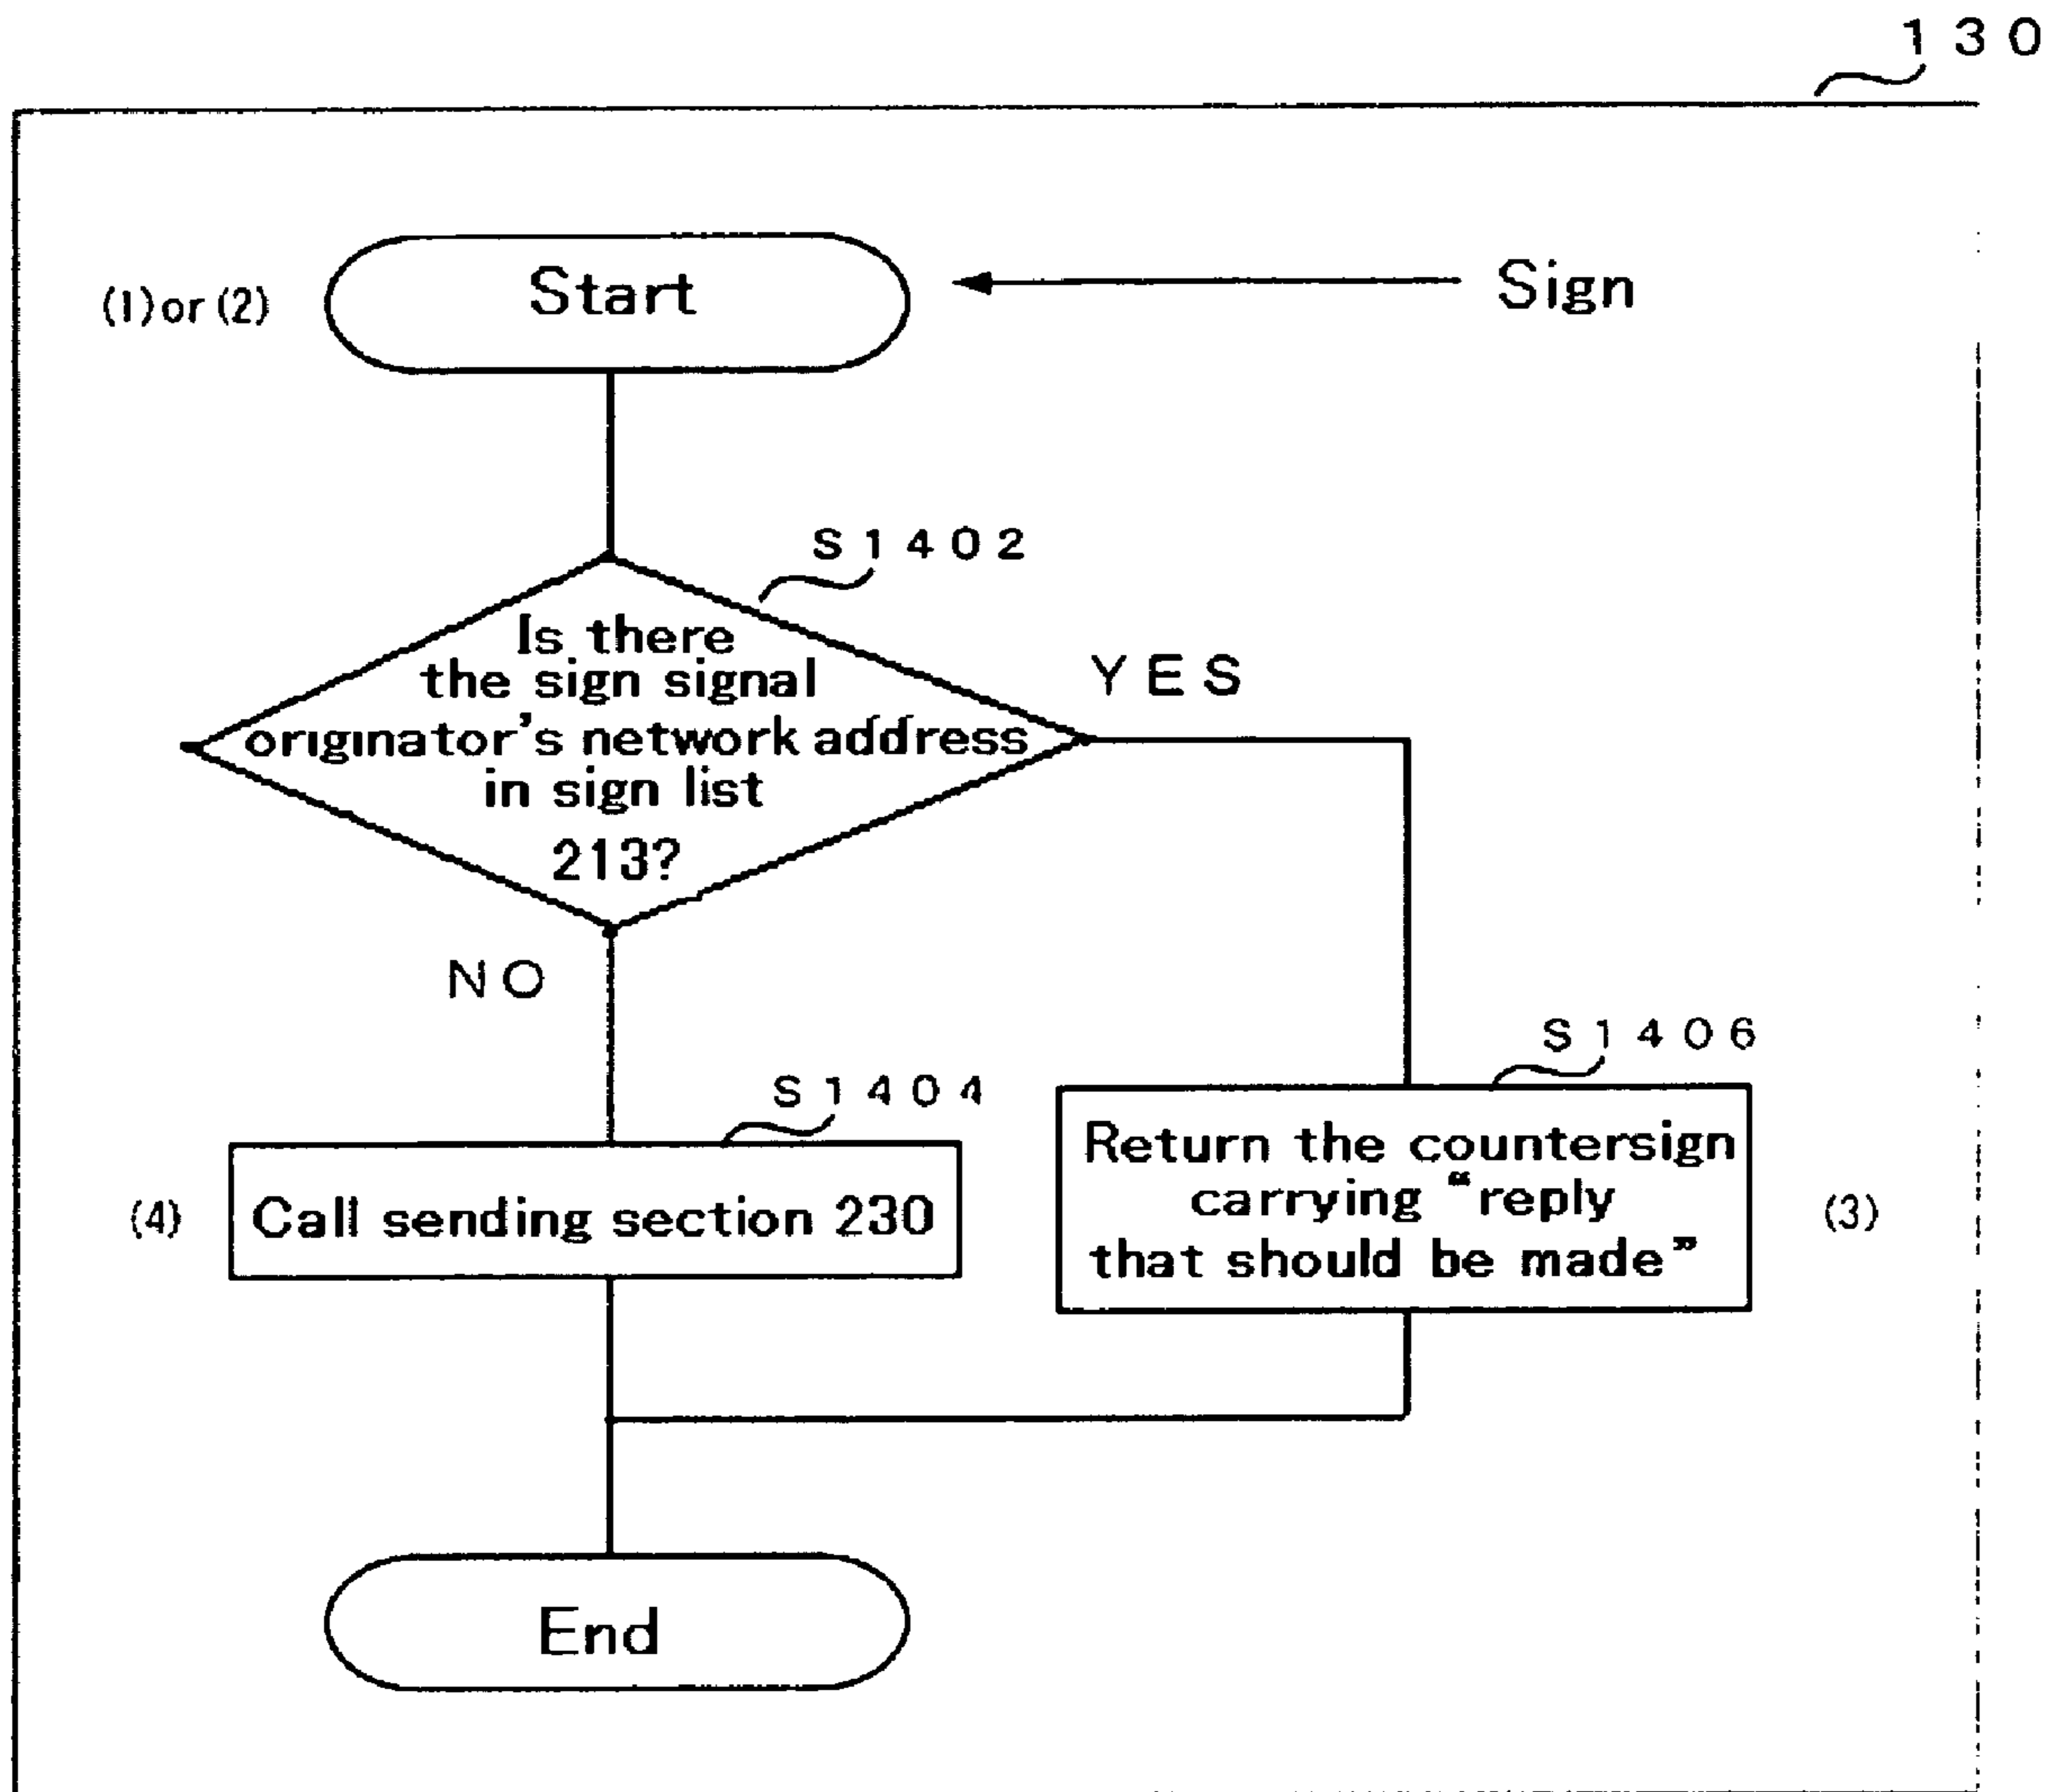 130
(1)or(2)
Start
Sign
S1402
Is there
the sign signal
originator's network address
in sign list
213?
YES
NO
S1404
(4)
Call sending section 230
S1406
Return the countersign
carrying “reply
that should be made”
(3)
End